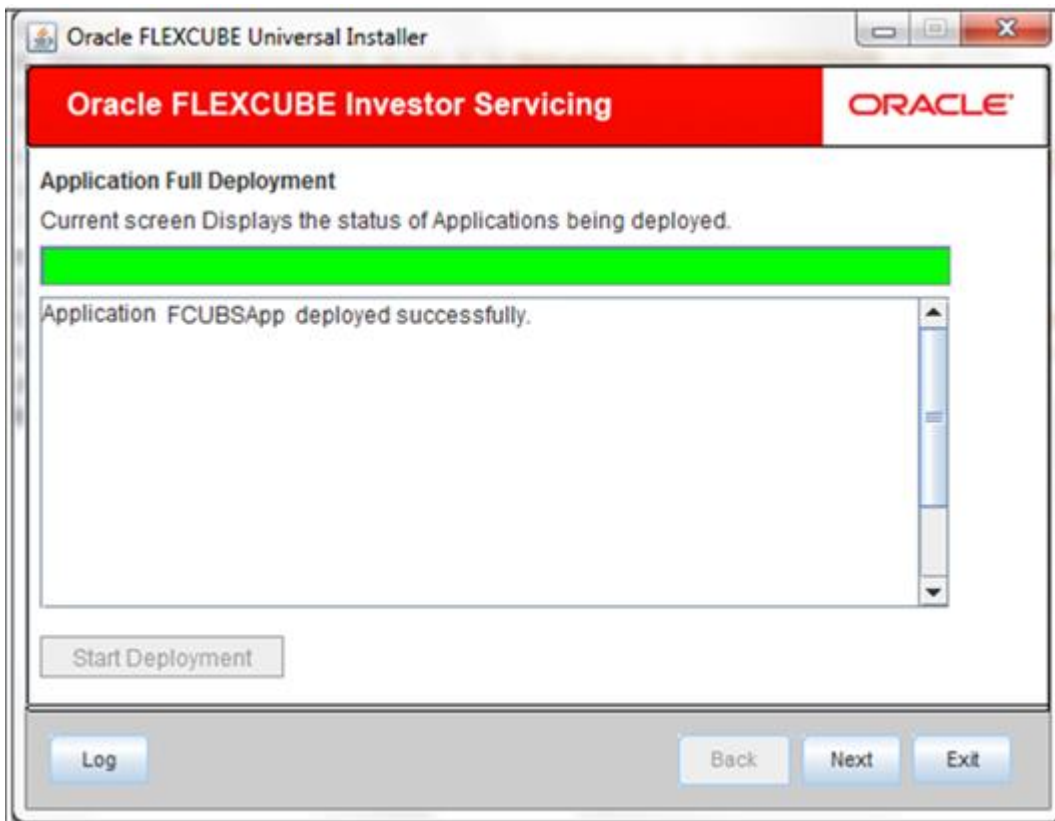 Oracle FLEXCUBE Universal Installer
Oracle FLEXCUBE Investor Servicing
ORACLE
Application Full Deployment
Current screen Displays the status of Applications being deployed.
Application FCUBSApp deployed successfully.
Start Deployment
Log
Back
Next
Exit